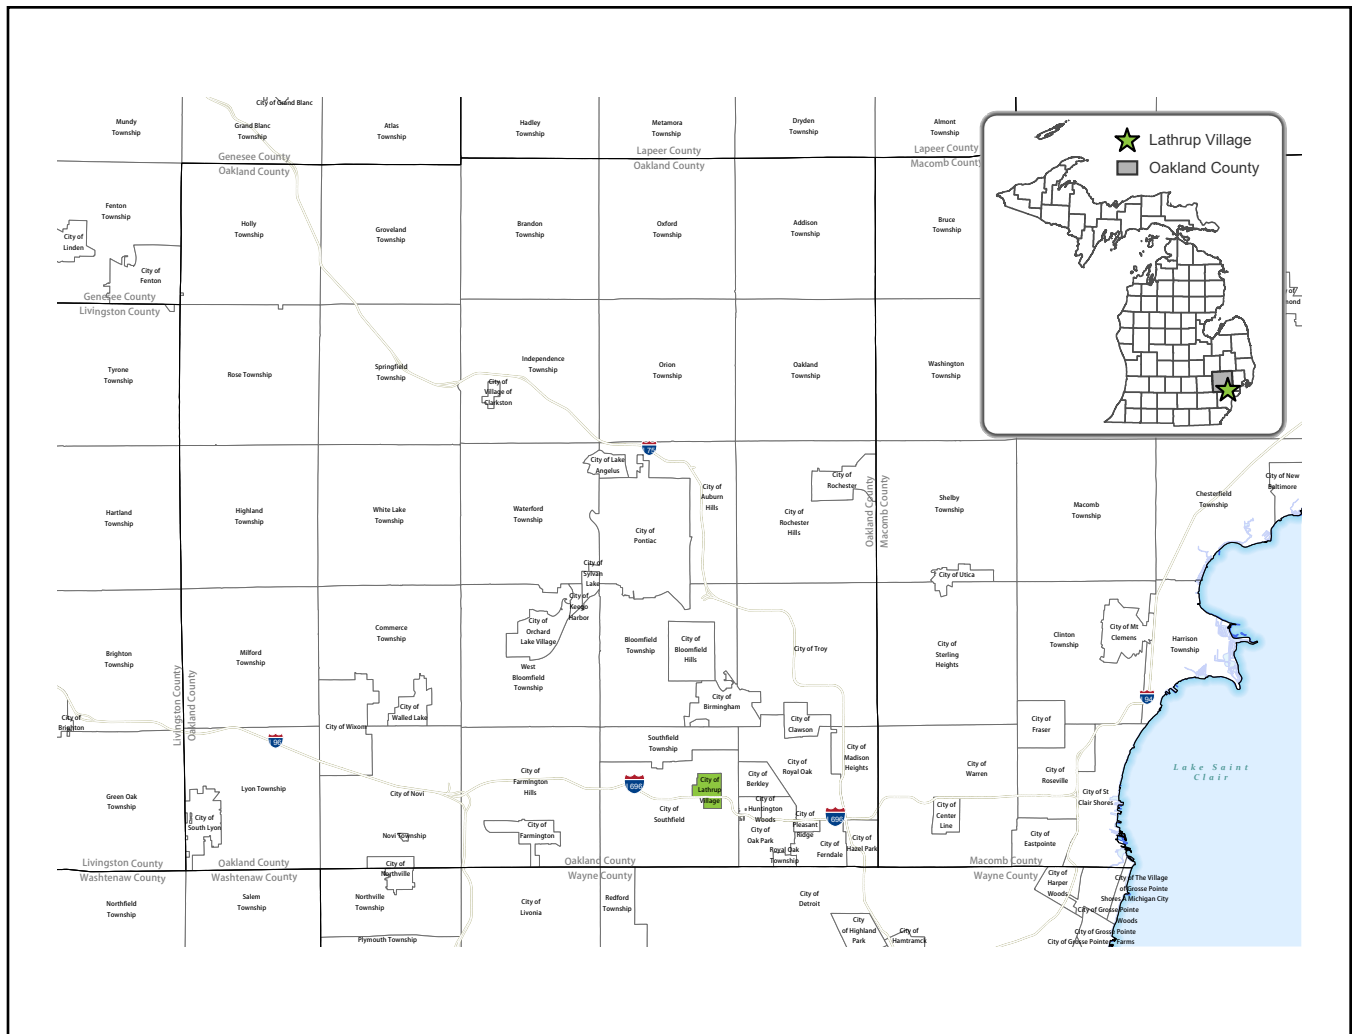 City of Grand Blanc
Mundy
Township
Grand Blanc
Township
Atlas
Township
Hadley
Township
Metamora
Township
Dryden
Township
Almont
Township
Genesee County
Oakland County
Lapeer County
Oakland County
Lapeer County
Macomb County
Lathrup Village
Oakland County
Fenton
Township
City of
Linden
City of
Fenton
Holly
Township
Groveland
Township
Brandon
Township
Oxford
Township
Addison
Township
Bruce
Township
Genesee County
Livingston County
Tyrone
Township
Rose Township
Springfield
Township
Independence
Township
City of
Village of
Clarkston
Orion
Township
Oakland
Township
Washington
Township
75
City of Lake
Angelus
City of
Auburn
Hills
City of
Rochester
Oakland County
Macomb County
City of New
Baltimore
Chesterfield
Township
Hartland
Township
Highland
Township
White Lake
Township
Waterford
Township
City of
Pontiac
City of
Rochester
Hills
Shelby
Township
Macomb
Township
City of
Sylvan
Lake
City of Utica
City of
Keego
Harbor
City of
Orchard
Lake Village
Commerce
Township
Brighton
Township
Milford
Township
West
Bloomfield
Township
Bloomfield
Township
City of
Bloomfield
Hills
City of Troy
City of
Sterling
Heights
Clinton
Township
City of Mt
Clemens
Harrison
Township
Livingston County
Oakland County
City of
Brighton
City of Wixom
City of
Walled Lake
City of
Birmingham
City of
Clawson
City of
Fraser
94
96
Southfield
Township
City of
Madison
Heights
City of
Royal Oak
City of
Warren
City of
Roseville
Lake Saint
Clair
Green Oak
Township
Lyon Township
City of Novi
City of
Farmington
Hills
696
City of
Lathrup
Village
City of
Berkley
City of
Southfield
City of
Huntington
Woods
City of
South Lyon
Novi Township
City of
Farmington
City of
Oak Park
City of
Pleasant
Ridge
696
City of
Center
Line
City of St
Clair Shores
Royal Oak
Township
City of
Ferndale
City of
Hazel Park
City of
Eastpointe
Livingston County
Washtenaw County
Oakland County
Washtenaw County
City of
Northville
Oakland County
Wayne County
Macomb County
Wayne County
Northfield
Township
Salem
Township
Northville
Township
Plymouth Township
City of
Livonia
Redford
Township
City of
Detroit
City
of Highland
Park
City of
Hamtramck
City of
Harper
Woods
City of The Village
of Grosse Pointe
Shores A Michigan City
City of Grosse Pointe
Woods
City of Grosse Pointe
City of Grosse Pointe Farms